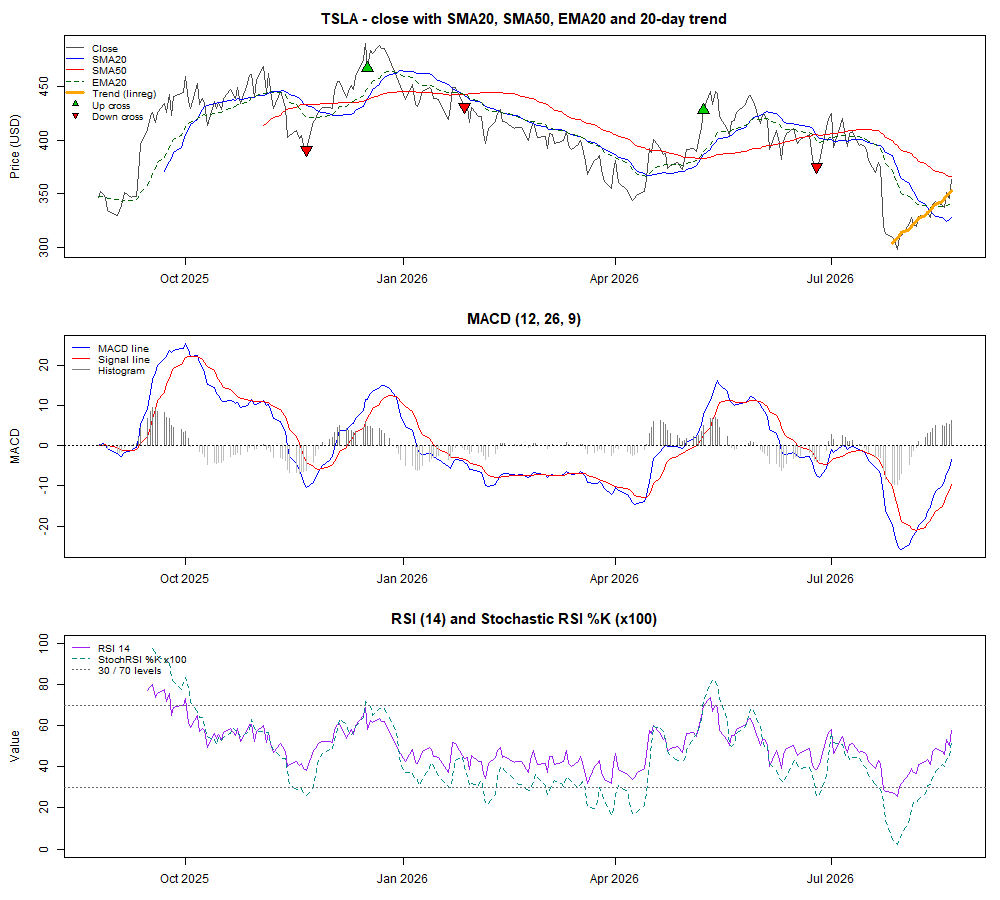 TSLA - close with SMA20, SMA50, EMA20 and 20-day trend
Close
SMA20
SMA50
EMA20
Trend (linreg)
Up cross
Down cross
Price (USD)
450
400
350
300
Oct 2025
Jan 2026
Apr 2026
Jul 2026
MACD (12, 26, 9)
MACD line
Signal line
Histogram
MACD
20
10
0
-10
-20
Oct 2025
Jan 2026
Apr 2026
Jul 2026
RSI (14) and Stochastic RSI %K (x100)
RSI 14
StochRSI %K x100
30 / 70 levels
Value
100
80
60
40
20
0
Oct 2025
Jan 2026
Apr 2026
Jul 2026